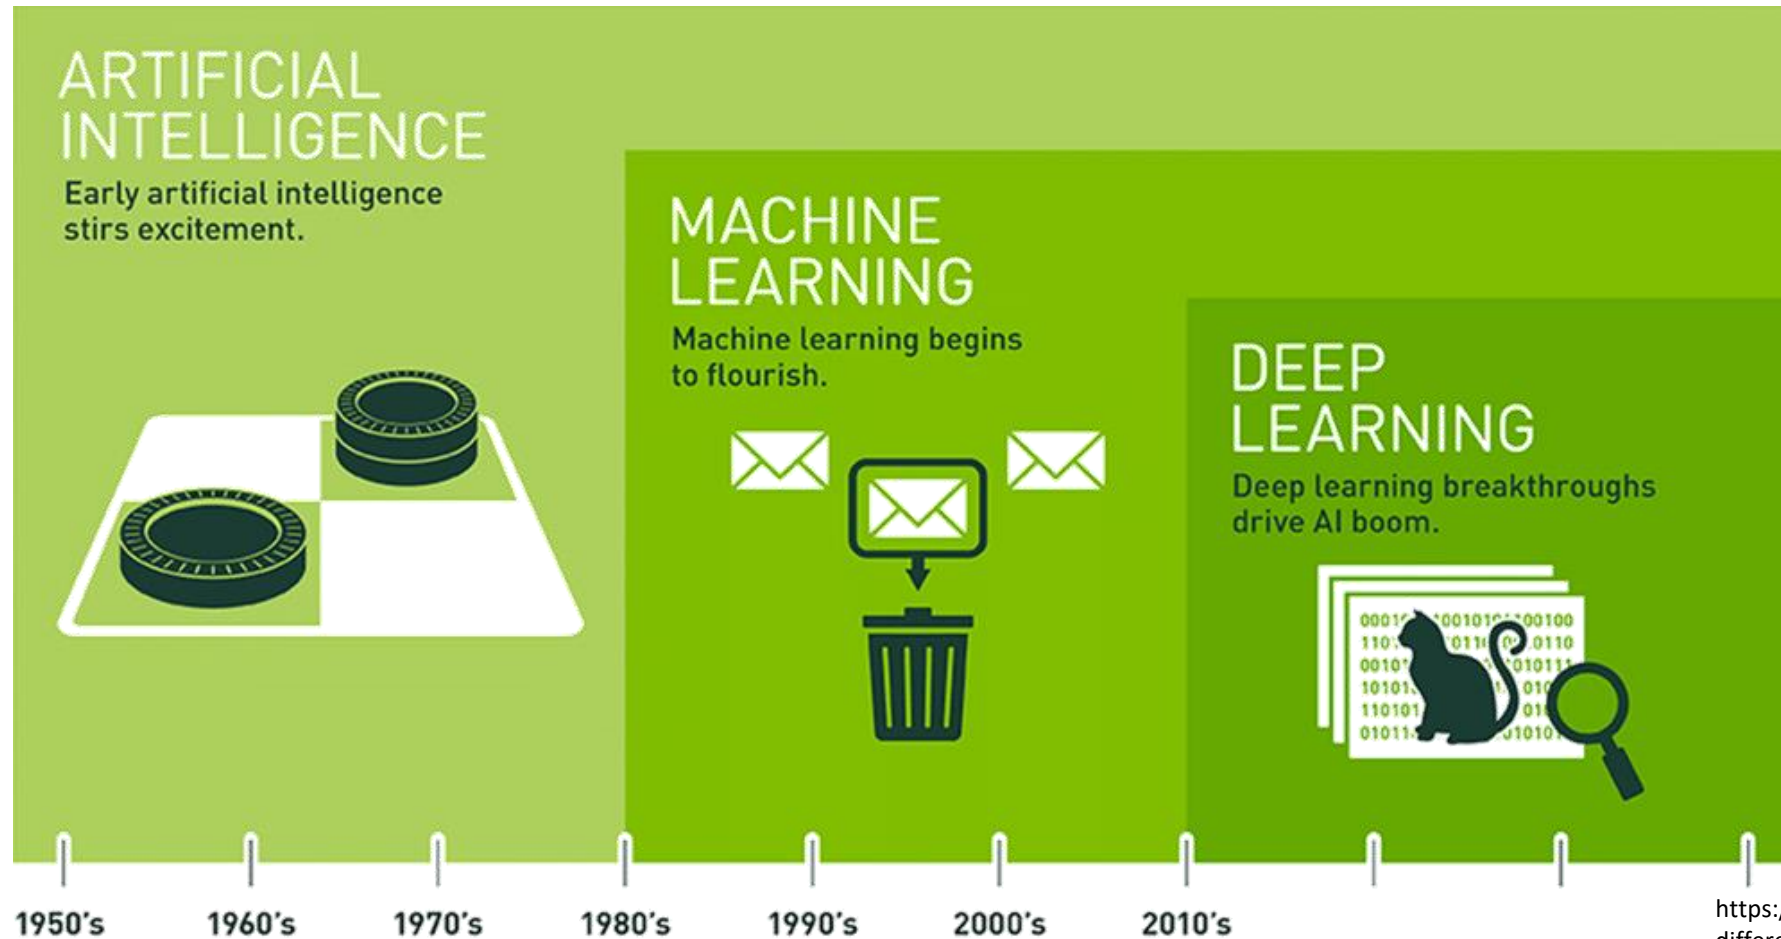 ARTIFICIAL
INTELLIGENCE
Early artificial intelligence
stirs excitement.
MACHINE
LEARNING
Machine learning begins
to flourish.
DEEP
LEARNING
Deep learning breakthroughs
drive AI boom.
1950's
1960's
1970's
1980's
1990's
2000's
2010's
https:/